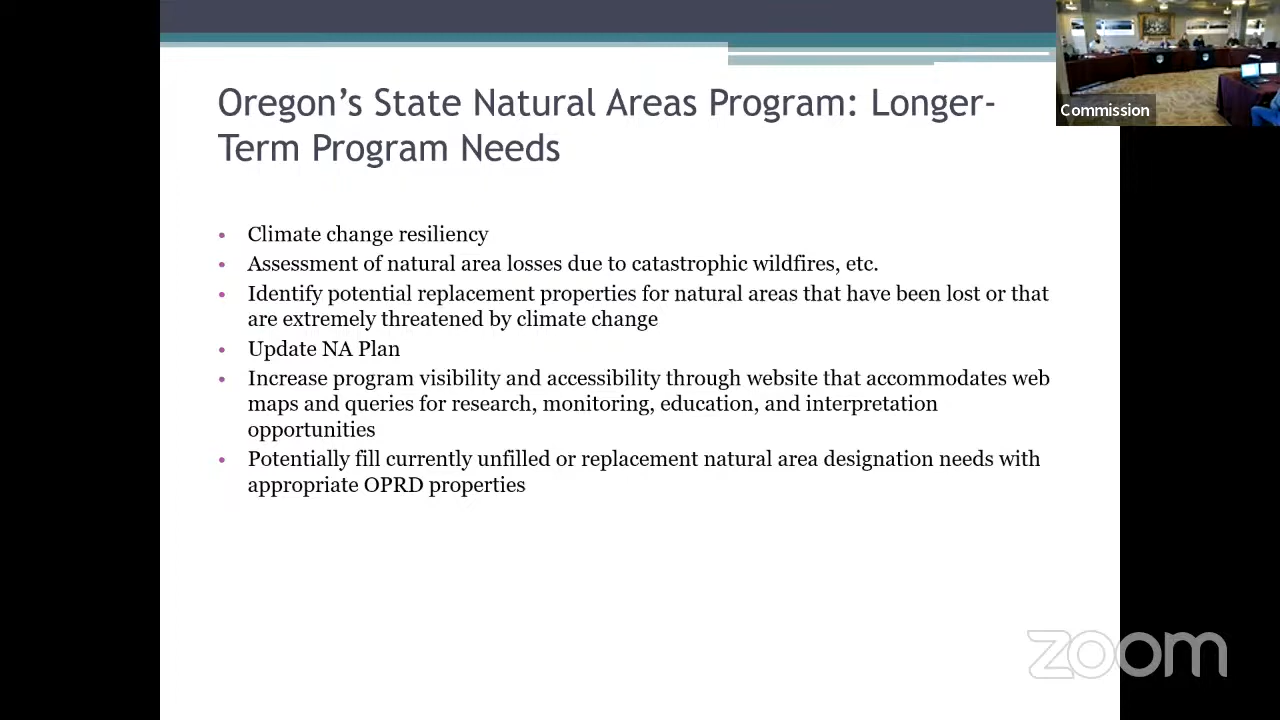 Oregon's State Natural Areas Program: Longer-
Term Program Needs
Commission
• Climate change resiliency
• Assessment of natural area losses due to catastrophic wildfires, etc.
• Identify potential replacement properties for natural areas that have been lost or that
are extremely threatened by climate change
• Update NA Plan
• Increase program visibility and accessibility through website that accommodates web
maps and queries for research, monitoring, education, and interpretation
opportunities
• Potentially fill currently unfilled or replacement natural area designation needs with
appropriate OPRD properties
zoom